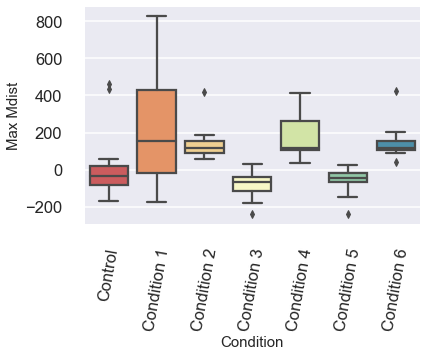 800
600
400
200
0
−200
Max Mdist
Control
Condition 1
Condition 2
Condition 3
Condition 4
Condition 5
Condition 6
Condition